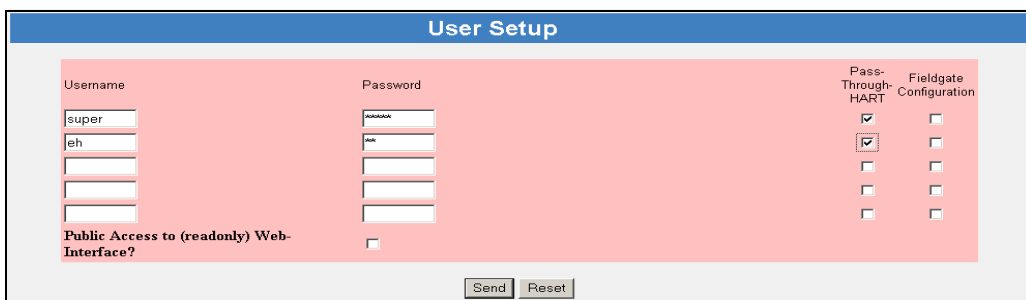 User Setup
Username Password Pass-Through-HART Fieldgate Configuration
super *****
eh **
Public Access to (readonly) Web-
Interface?
Send Reset